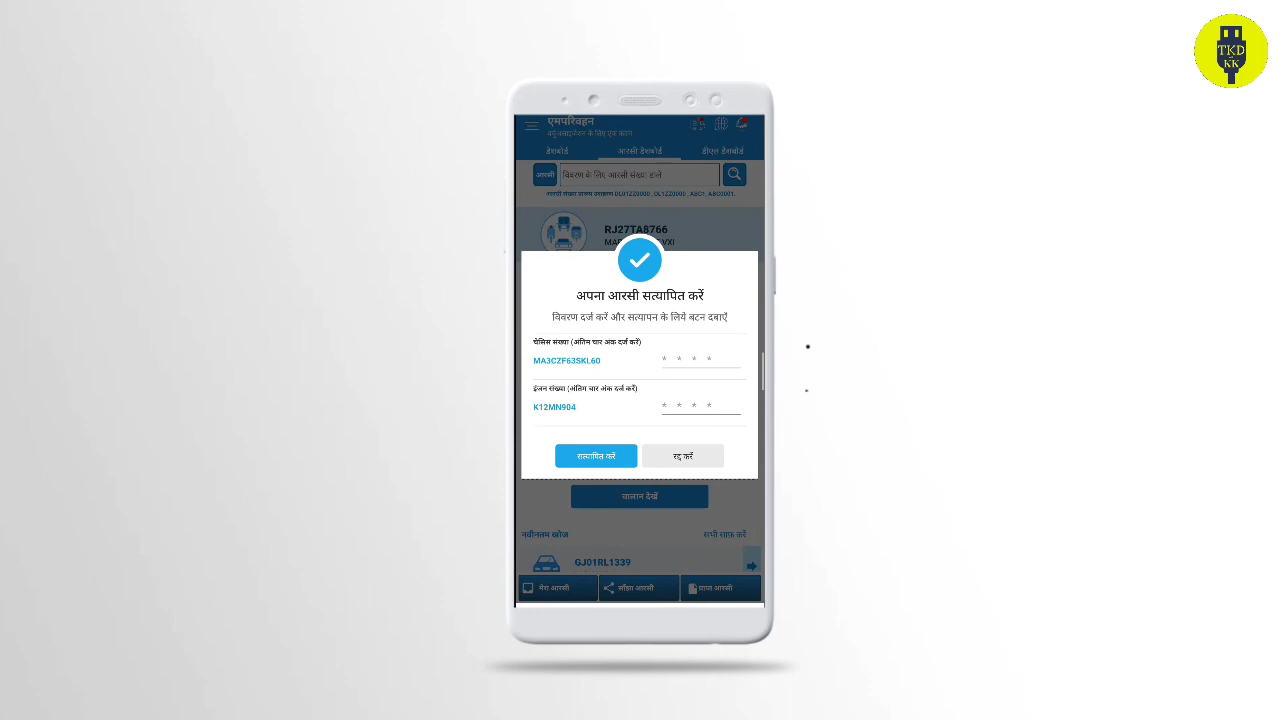 TKD
KK
एमपरिवहन
डैशबोर्ड
आरसी डैशबोर्ड
डीएल डैशबोर्ड
आरसी
विवरण के लिए आरसी संख्या डालें
RJ27TA8766
VXI
अपना आरसी सत्यापित करें
विवरण दर्ज करें और सत्यापन के लिये बटन दबाएँ
चेसिस संख्या (अंतिम चार अंक दर्ज करें)
MA3CZF63SKL60 * * * *
इंजन संख्या (अंतिम चार अंक दर्ज करें)
K12MN904 * * * *
सत्यापित करें
रद्द करें
चालान देखें
नवीनतम खोज
सभी साफ़ करें
GJ01RL1339
मेरा आरसी
साँझा आरसी
प्राप्त आरसी